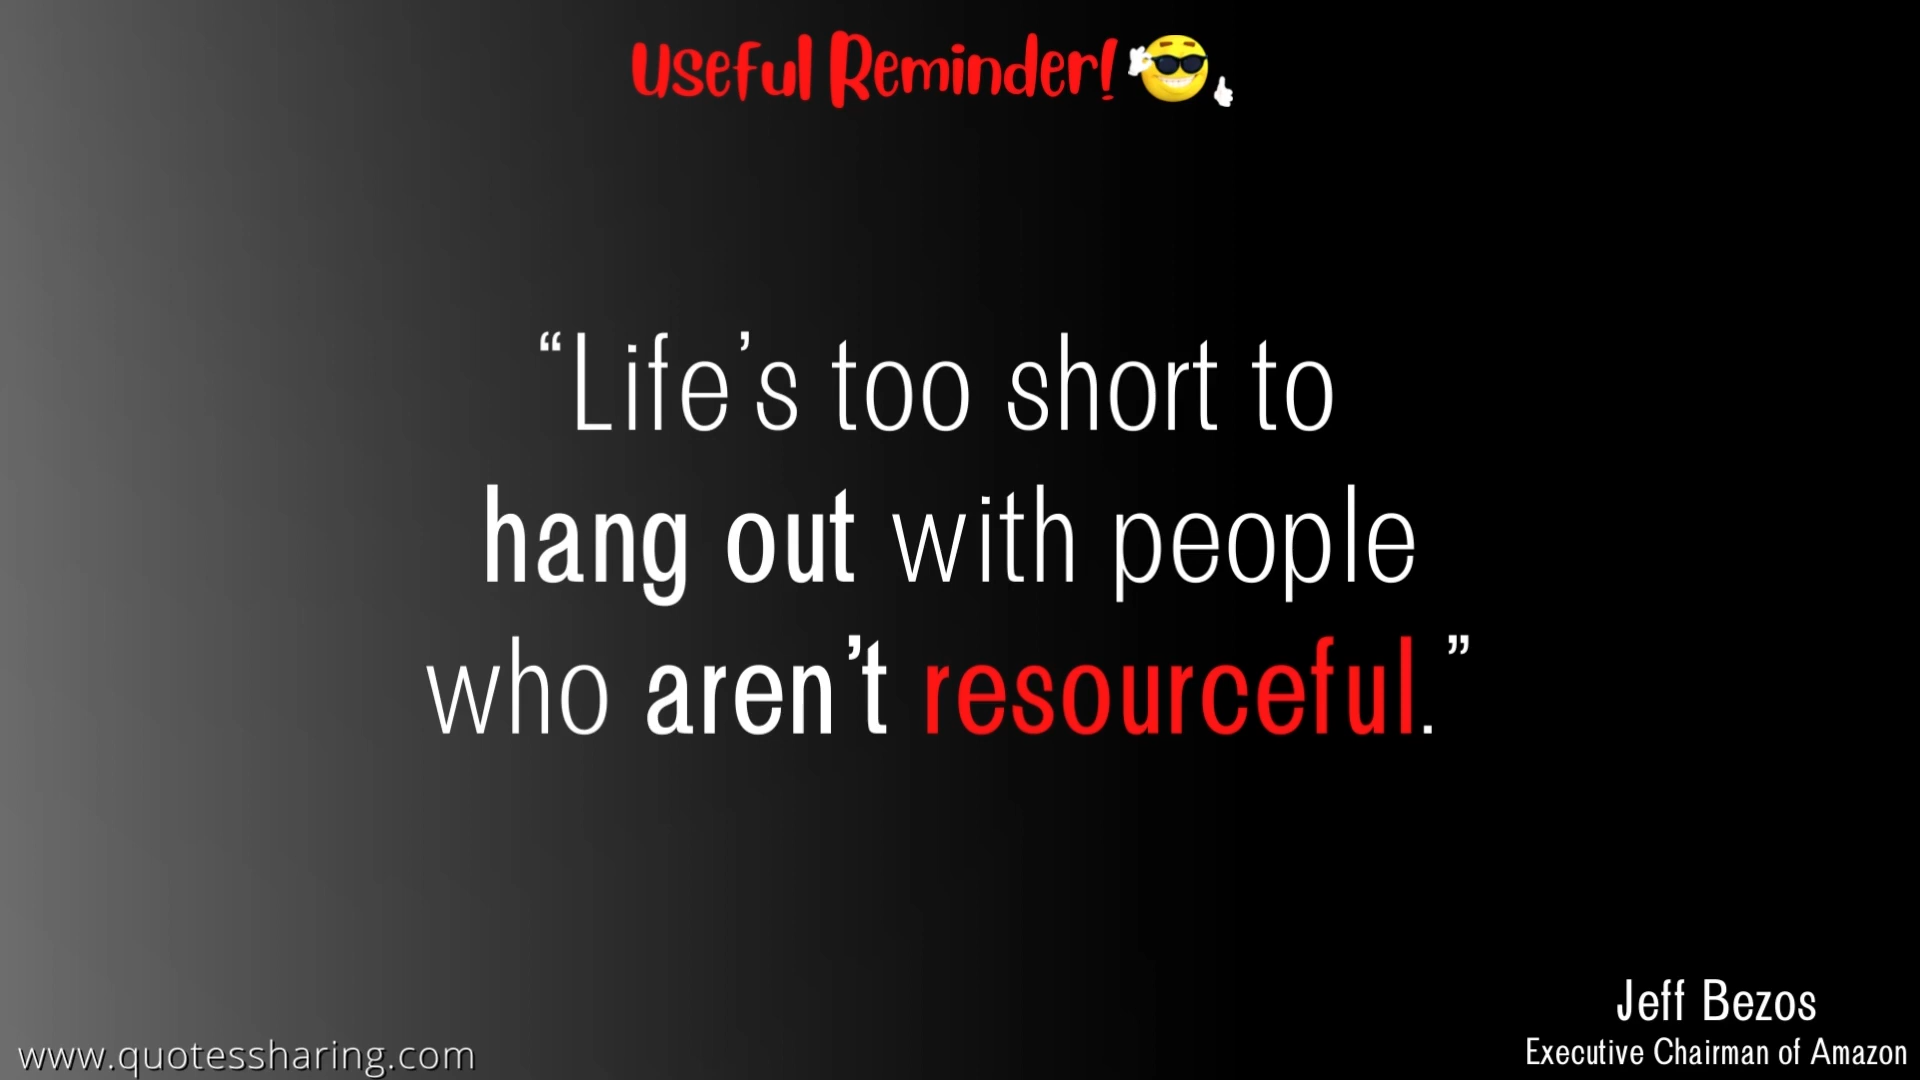 Useful Reminder!
“Life’s too short to
hang out with people
who aren’t resourceful.”
Jeff Bezos
Executive Chairman of Amazon
www.quotessharing.com